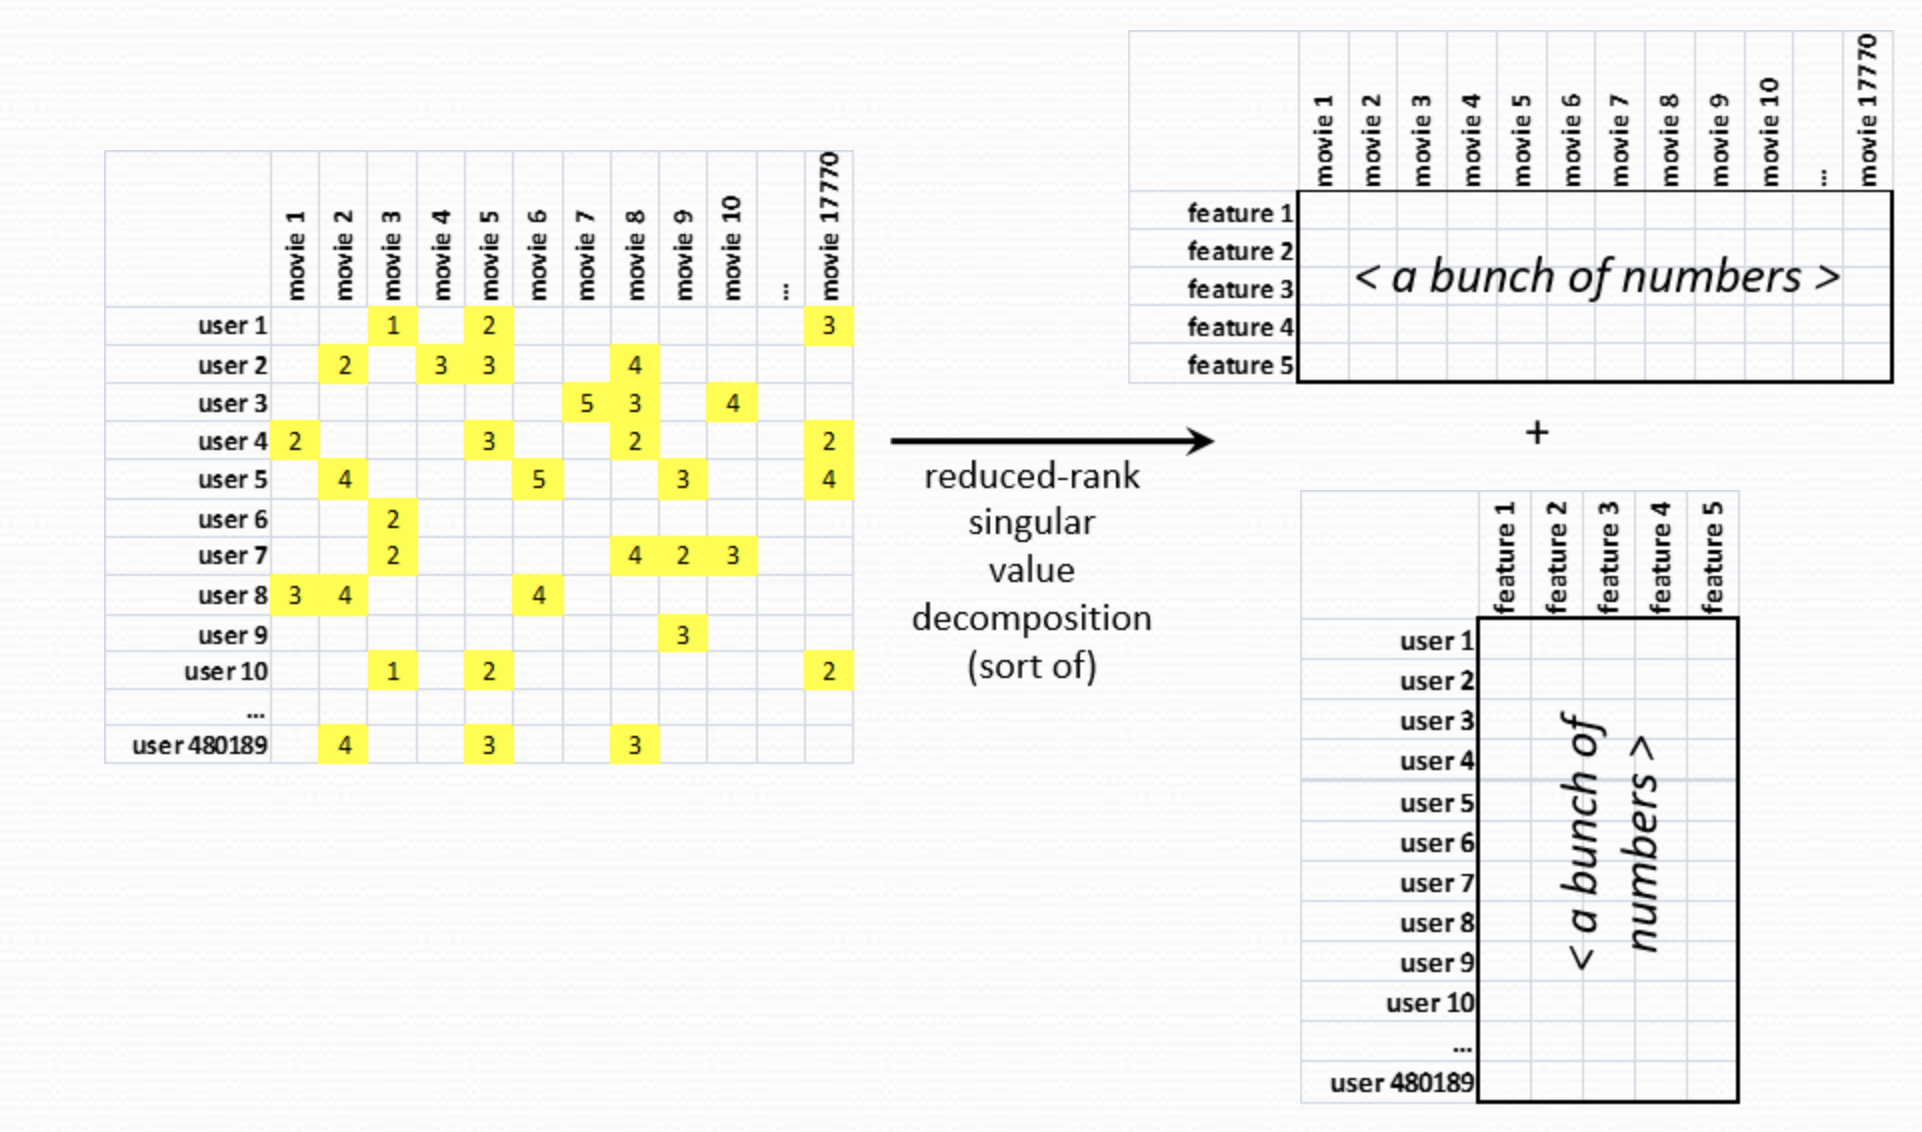 movie 1 movie 2 movie 3 movie 4 movie 5 movie 6 movie 7 movie 8 movie 9 movie 10 ... movie 17770
user 1 1 2 3
user 2 2 3 3 4
user 3 5 3 4
user 4 2 3 2 2
user 5 4 5 3 4
user 6 2
user 7 2 4 2 3
user 8 3 4 4
user 9 3
user 10 1 2 2
...
user 480189 4 3 3
reduced-rank
singular
value
decomposition
(sort of)
movie 1 movie 2 movie 3 movie 4 movie 5 movie 6 movie 7 movie 8 movie 9 movie 10 ... movie 17770
feature 1
feature 2
feature 3
feature 4
feature 5
< a bunch of numbers >
+
feature 1 feature 2 feature 3 feature 4 feature 5
user 1
user 2
user 3
user 4
user 5
user 6
user 7
user 8
user 9
user 10
...
user 480189
< a bunch of
numbers >